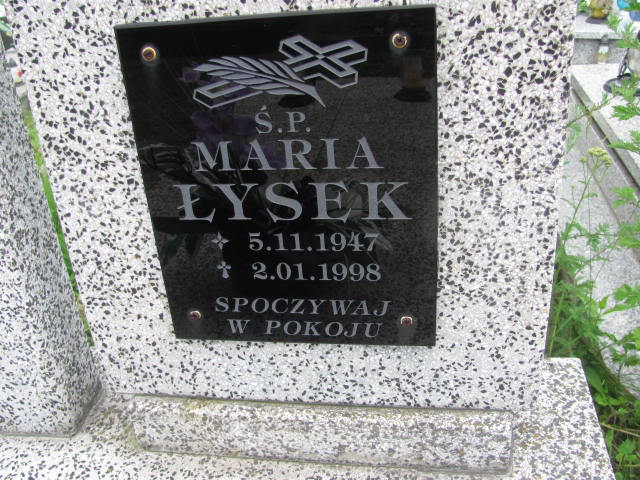 Ś.P.
MARIA
ŁYSEK
5.11.1947
2.01.1998
SPOCZYWAJ
W POKOJU